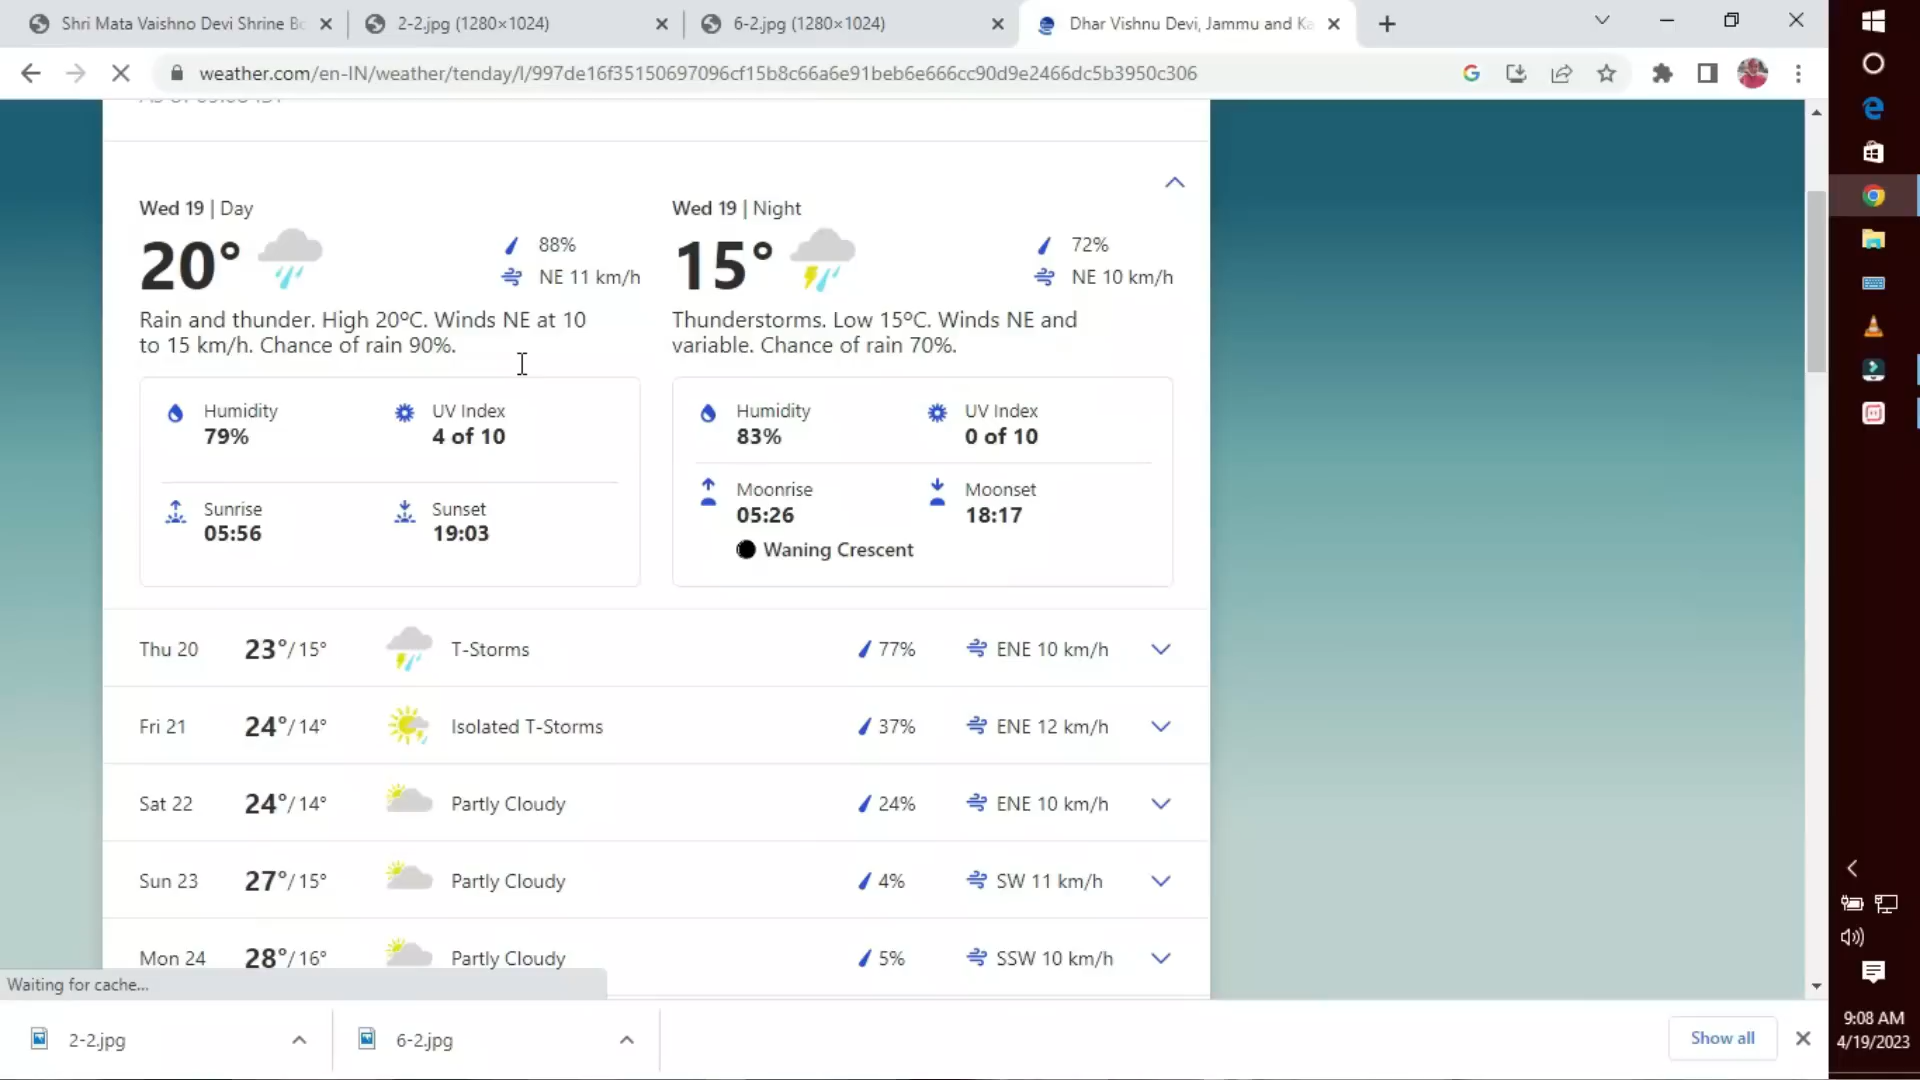 Shri Mata Vaishno Devi Shrine Bo
2-2.jpg (1280×1024)
6-2.jpg (1280×1024)
Dhar Vishnu Devi, Jammu and Ka
weather.com/en-IN/weather/tenday/l/997de16f35150697096cf15b8c66a6e91beb6e666cc90d9e2466dc5b3950c306
Wed 19 | Day
20°
88%
NE 11 km/h
Rain and thunder. High 20°C. Winds NE at 10
to 15 km/h. Chance of rain 90%.
Humidity
79%
UV Index
4 of 10
Sunrise
05:56
Sunset
19:03
Wed 19 | Night
15°
72%
NE 10 km/h
Thunderstorms. Low 15°C. Winds NE and
variable. Chance of rain 70%.
Humidity
83%
UV Index
0 of 10
Moonrise
05:26
Moonset
18:17
Waning Crescent
Thu 20 23°/15° T-Storms 77% ENE 10 km/h
Fri 21 24°/14° Isolated T-Storms 37% ENE 12 km/h
Sat 22 24°/14° Partly Cloudy 24% ENE 10 km/h
Sun 23 27°/15° Partly Cloudy 4% SW 11 km/h
Mon 24 28°/16° Partly Cloudy 5% SSW 10 km/h
Waiting for cache...
2-2.jpg
6-2.jpg
Show all
9:08 AM
4/19/2023